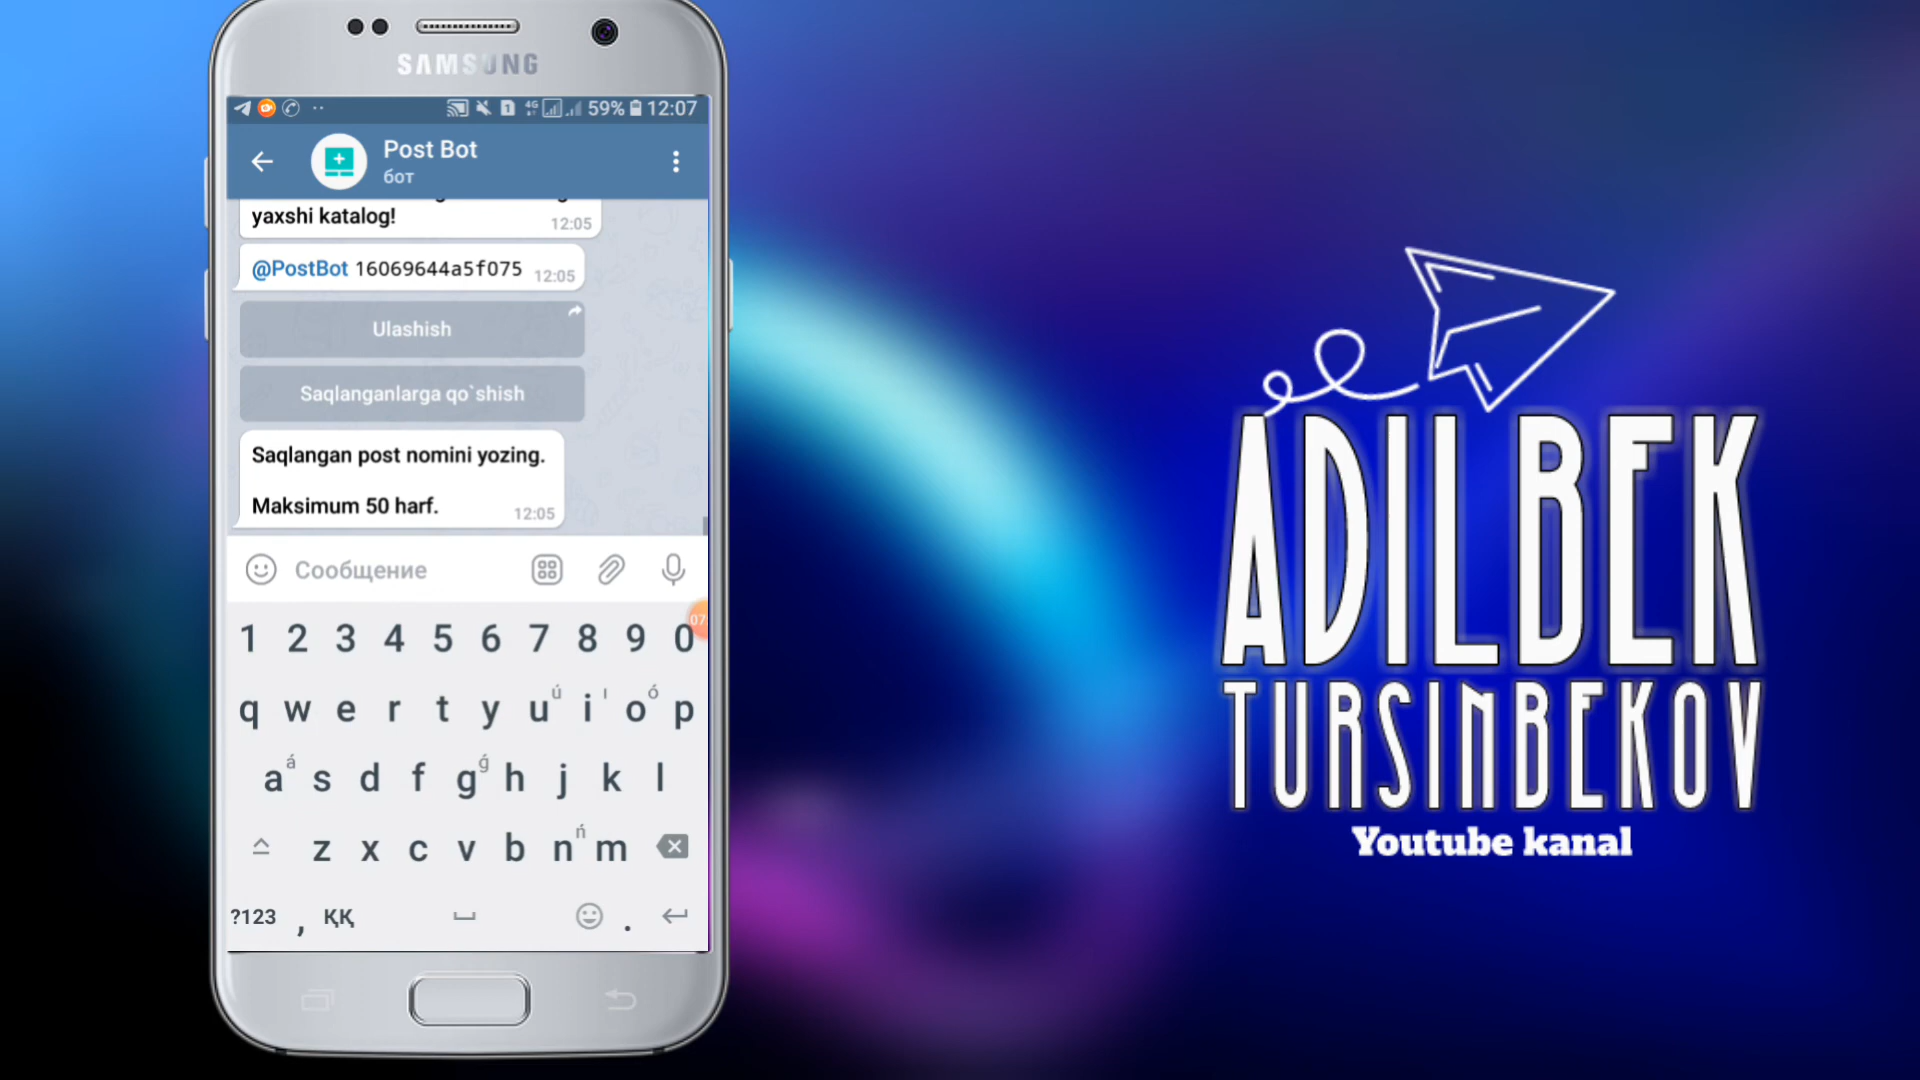 SAMSUNG
4G 59% 12:07
Post Bot
бот
yaxshi katalog!
12:05
@PostBot 16069644a5f075 12:05
Ulashish
Saqlanganlarga qo`shish
Saqlangan post nomini yozing.
Maksimum 50 harf. 12:05
Сообщение
07:
1 2 3 4 5 6 7 8 9 0
q w e r t y u ú i ı o ó p
a á s d f g ǵ h j k l
z x c v b n ń m
?123 , ҚҚ .
ADILBEK
TURSINBEKOV
Youtube kanal